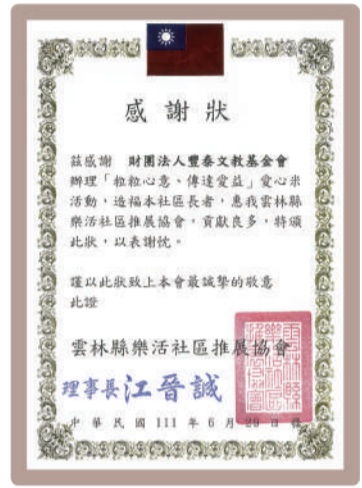 感謝狀
茲感謝 財團法人豐泰文教基金會
辦理「粒粒心意、傳達愛益」愛心米
活動,造福本社區長者,惠我雲林縣
樂活社區推展協會,貢獻良多,特頒
此狀,以表謝忱。
謹以此狀致上本會最誠摯的敬意
此證
雲林縣樂活社區推展協會
理事長江晉誠
中華民國 111 年 6 月 20 日